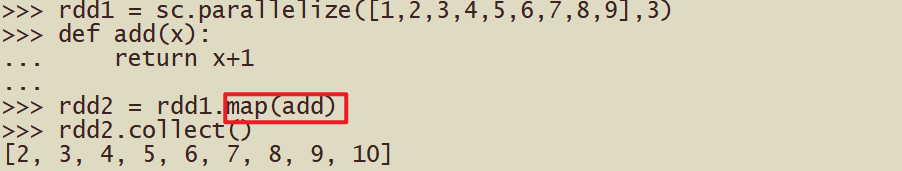 >>> rdd1 = sc.parallelize([1,2,3,4,5,6,7,8,9],3)
>>> def add(x):
...     return x+1
...
>>> rdd2 = rdd1.map(add)
>>> rdd2.collect()
[2, 3, 4, 5, 6, 7, 8, 9, 10]